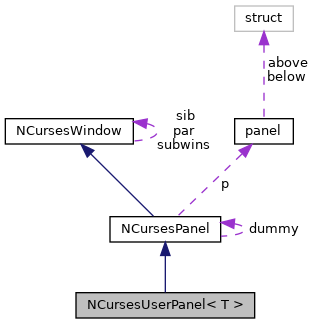 struct
above
below
sib
par
subwins
NCursesWindow
panel
p
NCursesPanel
dummy
NCursesUserPanel< T >